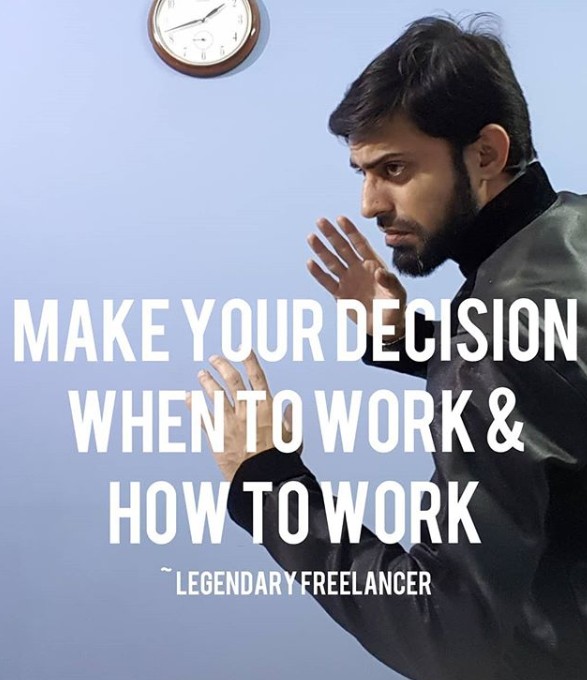 MAKE YOUR DECISION
WHEN TO WORK &
HOW TO WORK
~ LEGENDARY FREELANCER